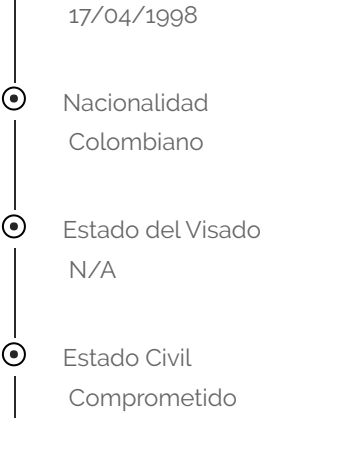 17/04/1998
Nacionalidad
Colombiano
Estado del Visado
N/A
Estado Civil
Comprometido